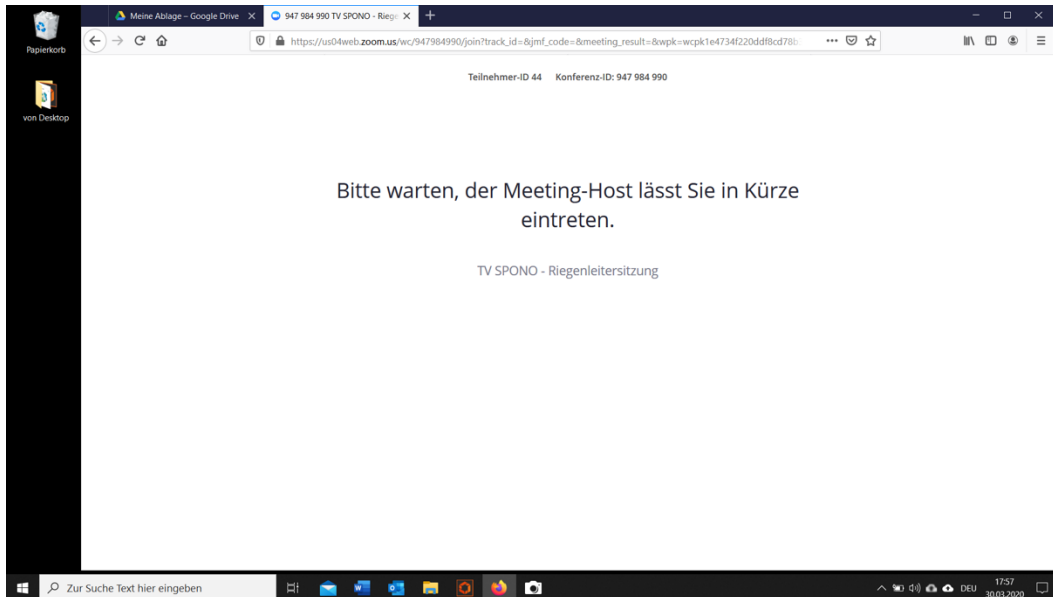 Papierkorb
von Desktop
Meine Ablage – Google Drive
947 984 990 TV SPONO - Riege
https://us04web.zoom.us/wc/947984990/join?track_id=&jmf_code=&meeting_result=&wpk=wcpk1e4734f220ddf8cd78b
Teilnehmer-ID 44 Konferenz-ID: 947 984 990
Bitte warten, der Meeting-Host lässt Sie in Kürze
eintreten.
TV SPONO - Riegenleitersitzung
Zur Suche Text hier eingeben
DEU
17:57
30.03.2020